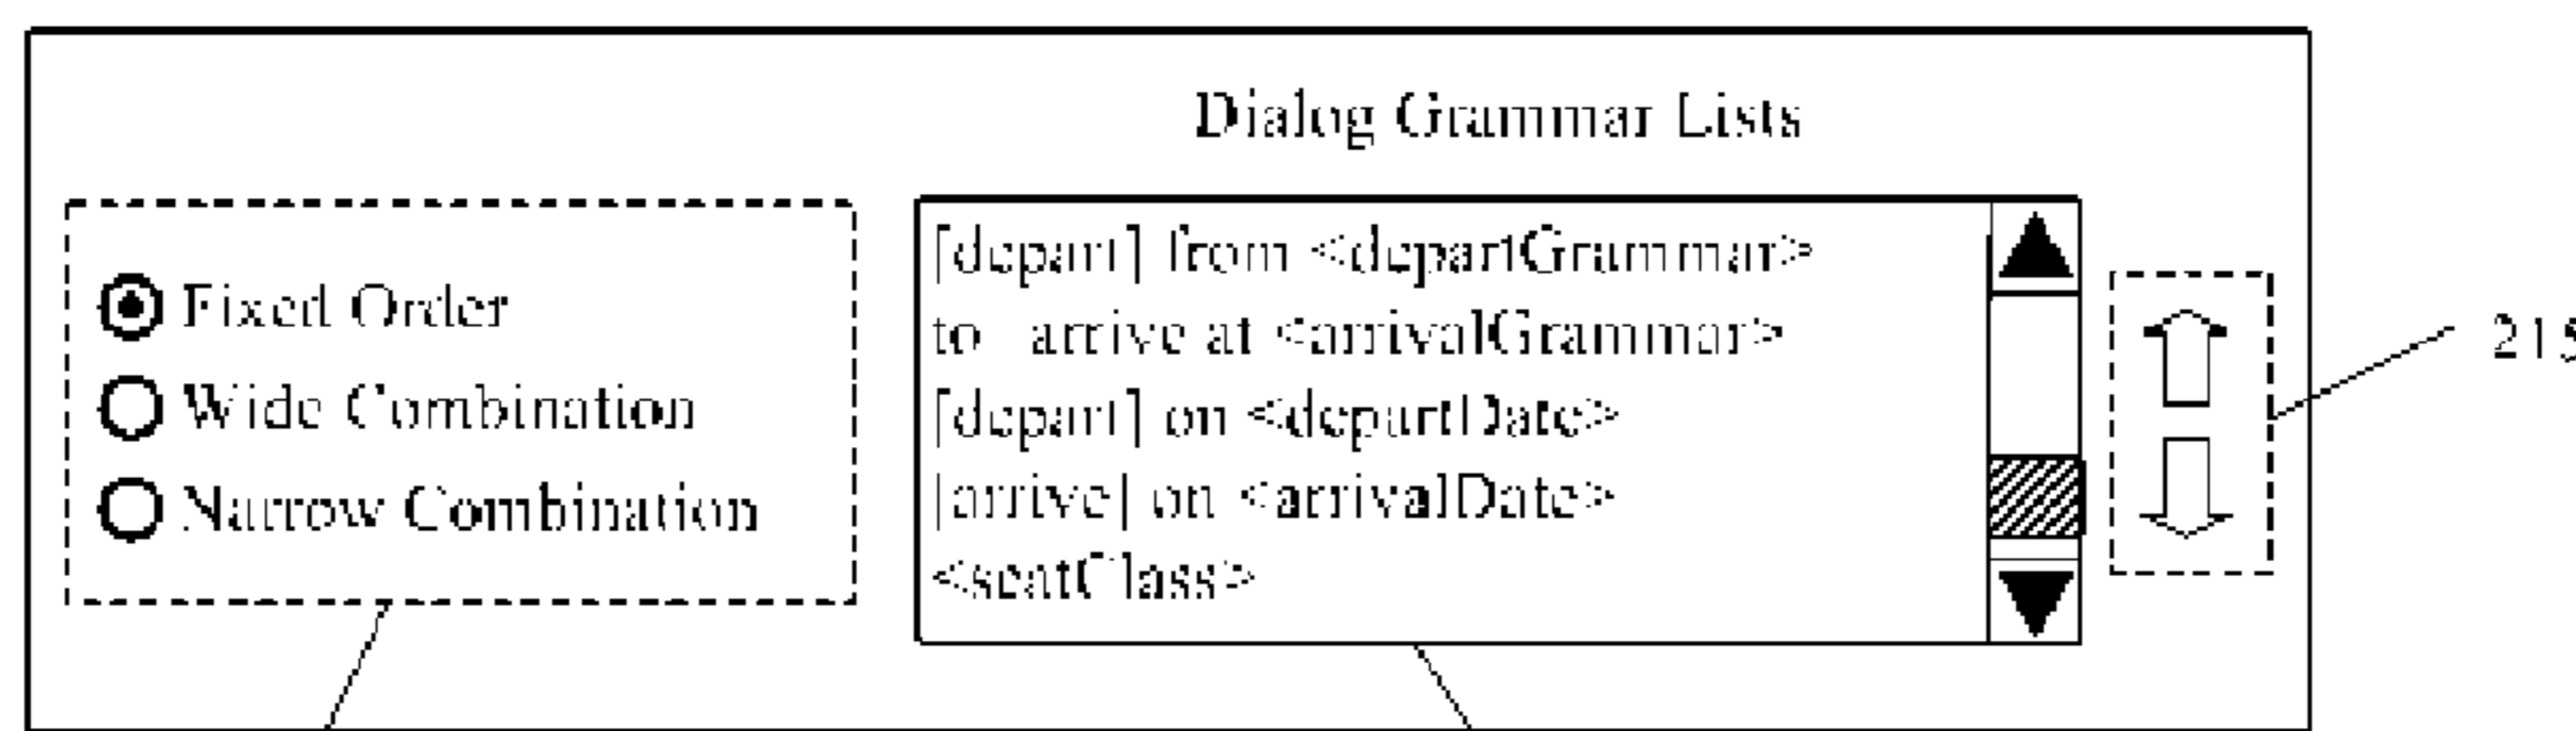 Dialog Grammar Lists
Fixed Order
Wide Combination
Narrow Combination
[depart] from <departGrammar>
to   arrive at <arrivalGrammar>
[depart] on <departDate>
[arrive] on <arrivalDate>
<seatClass>